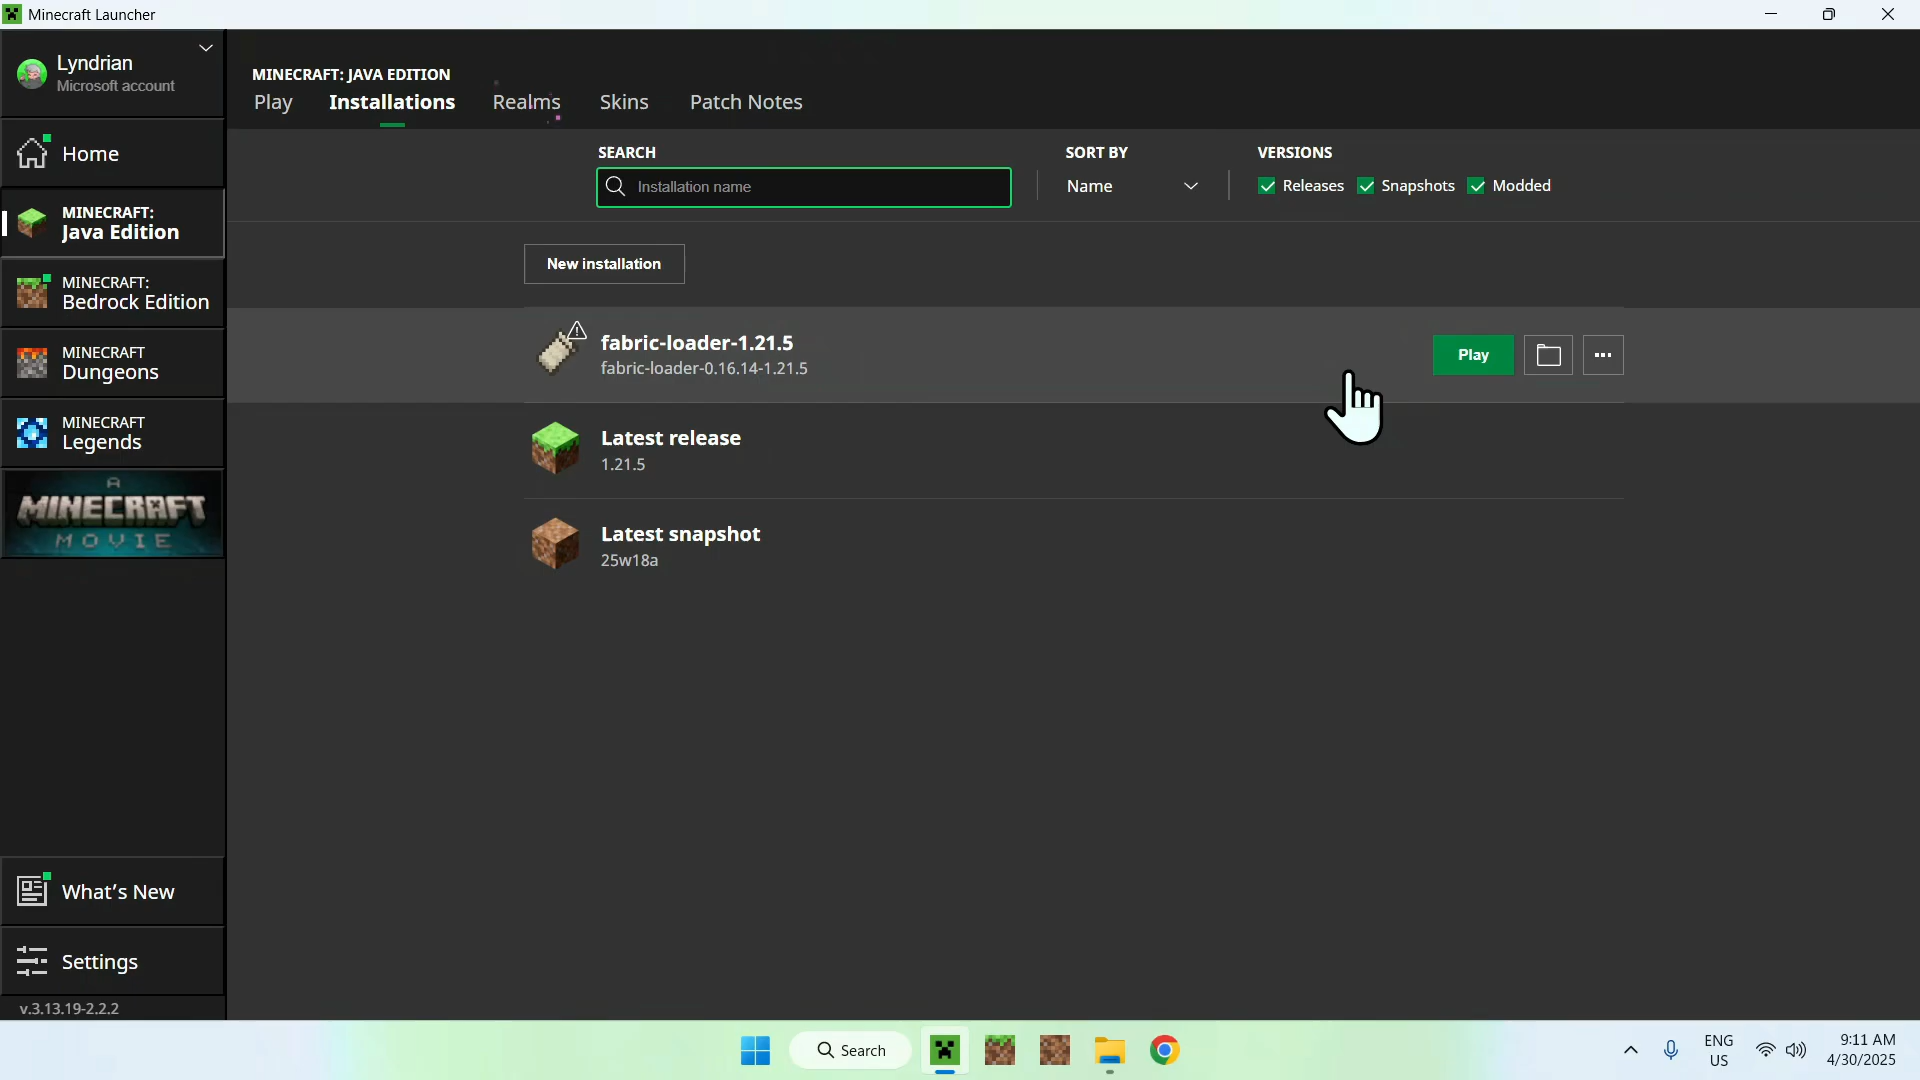 Minecraft Launcher
Lyndrian
Microsoft account
Home
MINECRAFT:
Java Edition
MINECRAFT:
Bedrock Edition
MINECRAFT
Dungeons
MINECRAFT
Legends
A
MINECRAFT
MOVIE
What's New
Settings
v.3.13.19-2.2.2
MINECRAFT: JAVA EDITION
Play Installations Realms Skins Patch Notes
SEARCH SORT BY VERSIONS
Installation name Name Releases Snapshots Modded
New installation
fabric-loader-1.21.5
fabric-loader-0.16.14-1.21.5
Play
Latest release
1.21.5
Latest snapshot
25w18a
Search
ENG
US
9:11 AM
4/30/2025